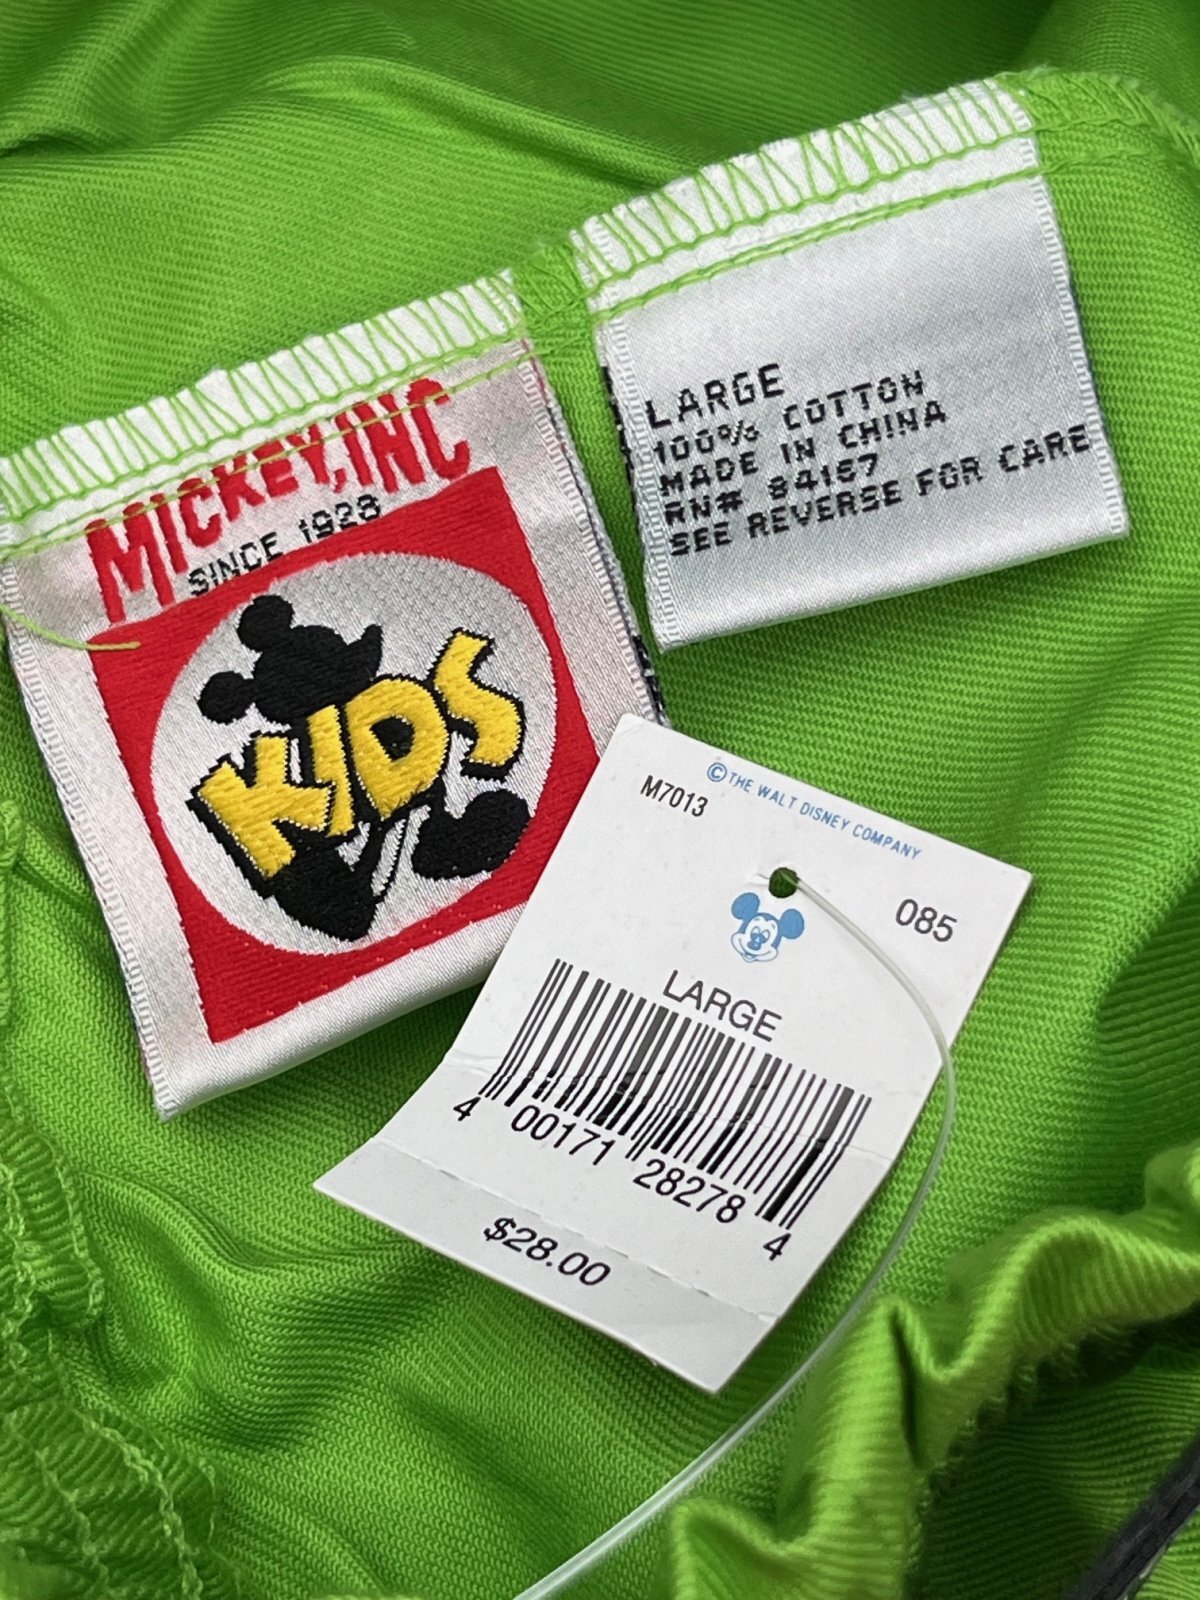 MICKEY, INC
SINCE 1928
KIDS
LARGE
100% COTTON
MADE IN CHINA
RN# 84167
SEE REVERSE FOR CARE
M7013
© THE WALT DISNEY COMPANY
085
LARGE
4 00171 28278 4
$28.00